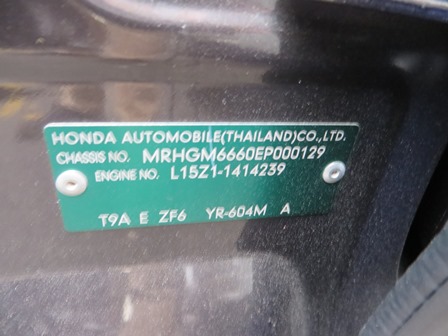 HONDA AUTOMOBILE(THAILAND)CO.,LTD.
CHASSIS NO. MRHGM6660EP000129
ENGINE NO. L15Z1-1414239
T9A E ZF6 YR-604M A